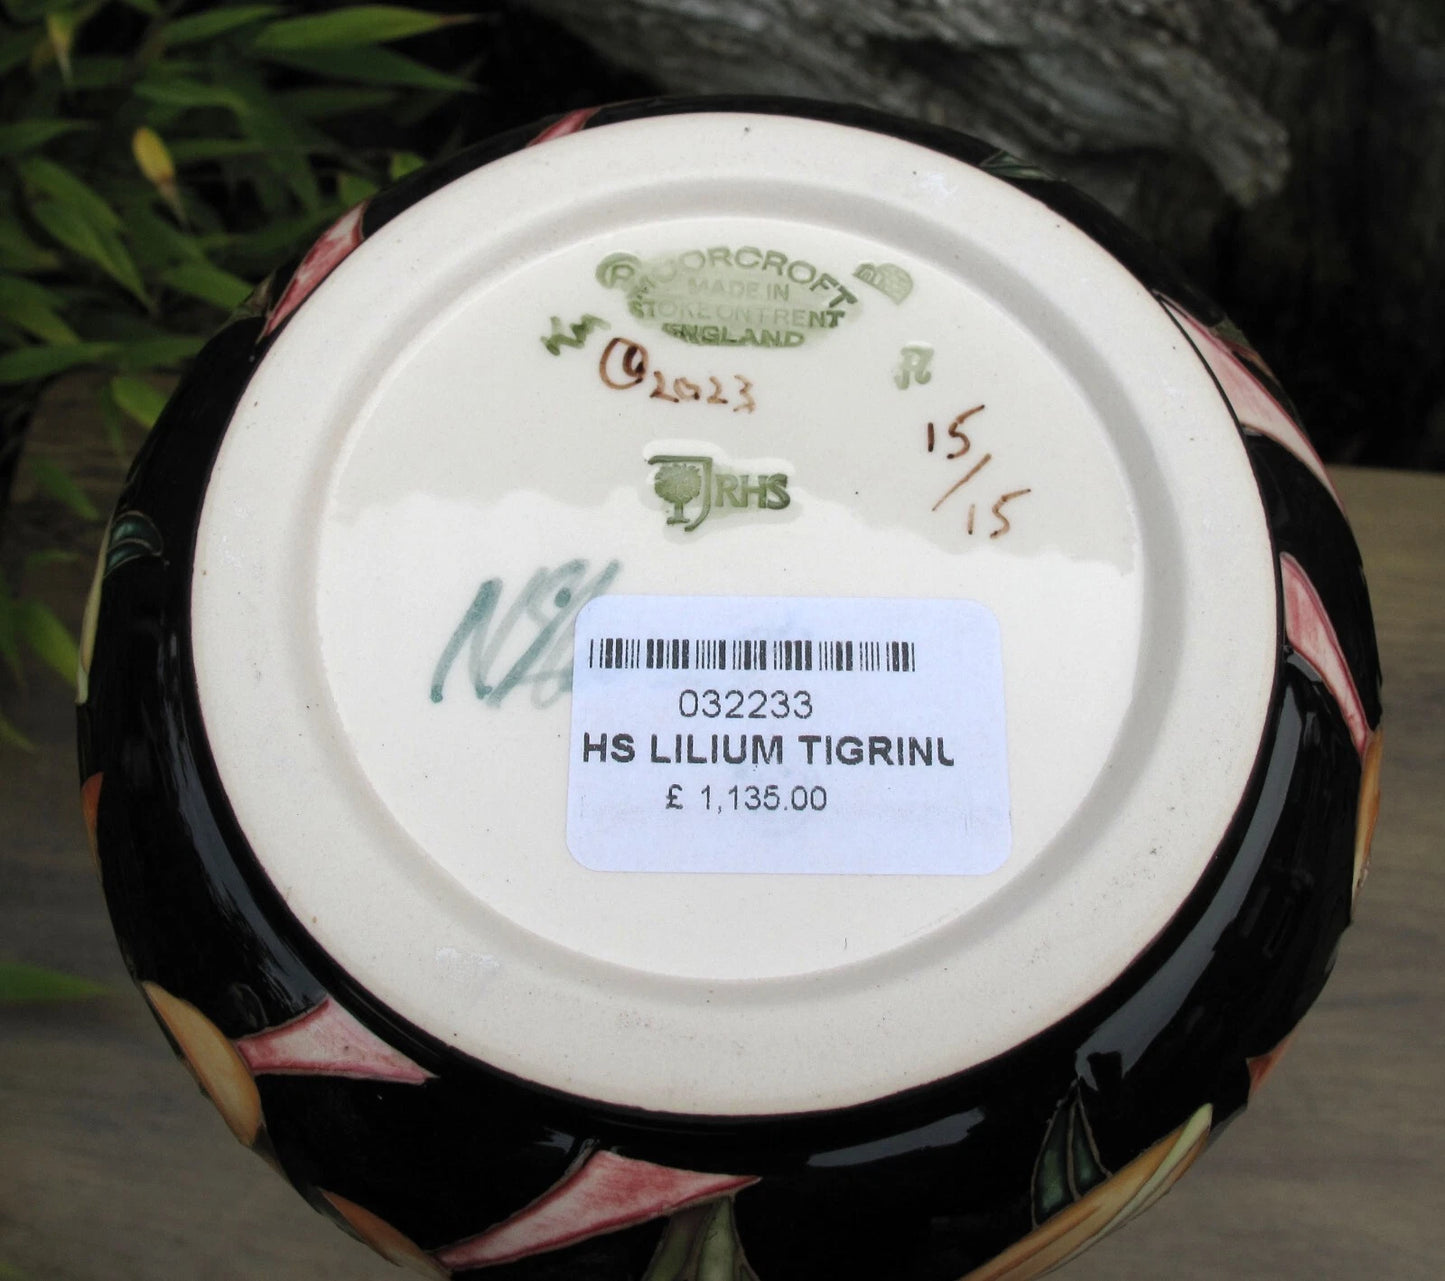 MOORCROFT
MADE IN
STOKE ON TRENT
ENGLAND
©2023
15/15
RHS
032233
HS LILIUM TIGRINU
£ 1,135.00